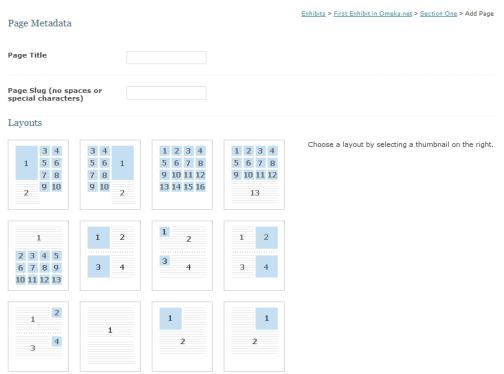 Exhibits > First Exhibit in Omeka.net > Section One > Add Page
Page Metadata
Page Title
Page Slug (no spaces or
special characters)
Layouts
Choose a layout by selecting a thumbnail on the right.
1 3 4
5 6
7 8
2 9 10
3 4 1
5 6
7 8
9 10 2
1 2 3 4
5 6 7 8
9 10 11 12
13 14 15 16
1 2 3 4
5 6 7 8
9 10 11 12
13
1
2 3 4 5
6 7 8 9
10 11 12 13
1 2
3 4
1 2
3 4
1 2
3 4
1 2
3 4
1
1
2
1
2